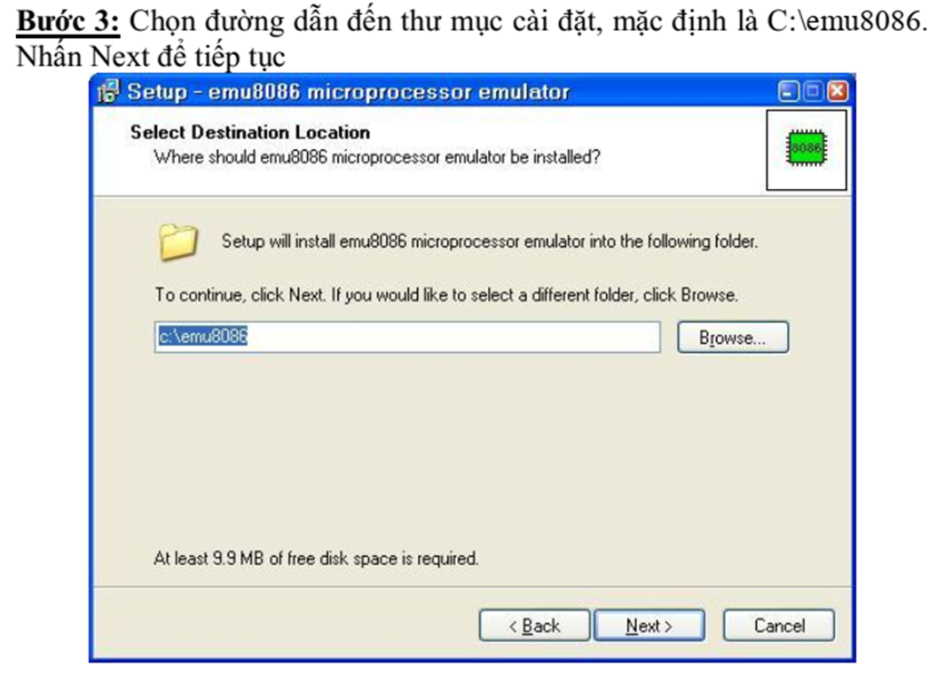 Bước 3: Chọn đường dẫn đến thư mục cài đặt, mặc định là C:\emu8086.
Nhấn Next để tiếp tục
Setup - emu8086 microprocessor emulator
Select Destination Location
Where should emu8086 microprocessor emulator be installed?
8086
Setup will install emu8086 microprocessor emulator into the following folder.
To continue, click Next. If you would like to select a different folder, click Browse.
c:\emu8086
Browse...
At least 9.9 MB of free disk space is required.
< Back
Next >
Cancel